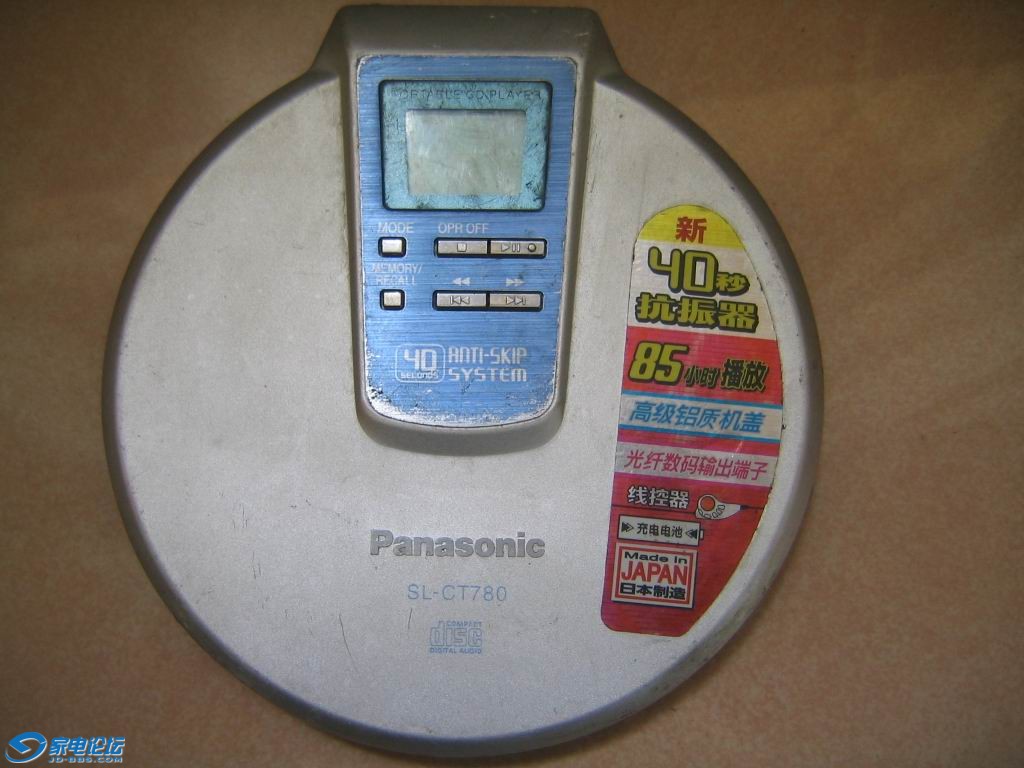 PORTABLE CD PLAYER
MODE
OPR OFF
MEMORY/
RECALL
40
SECONDS
ANTI-SKIP
SYSTEM
Panasonic
SL-CT780
COMPACT
disc
DIGITAL AUDIO
新
40秒
抗振器
85小时播放
高级铝质机盖
光纤数码输出端子
线控器
充电电池
Made in
JAPAN
日本制造
家电论坛
JD-BBS.COM